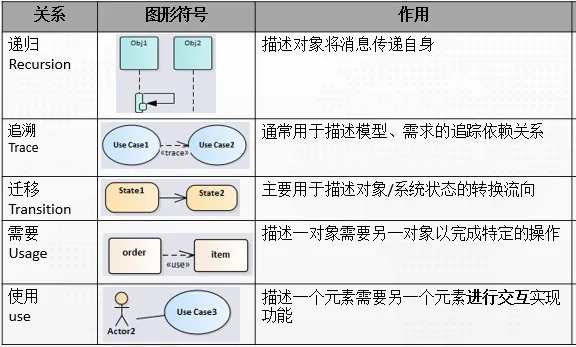 关系 图形符号 作用
递归
Recursion
Obj1 Obj2
描述对象将消息传递自身
追溯
Trace
Use Case1 Use Case2
«trace»
通常用于描述模型、需求的追踪依赖关系
迁移
Transition
State1 State2
主要用于描述对象/系统状态的转换流向
需要
Usage
order item
«use»
描述一对象需要另一对象以完成特定的操作
使用
use
Use Case3
Actor2
描述一个元素需要另一个元素进行交互实现
功能